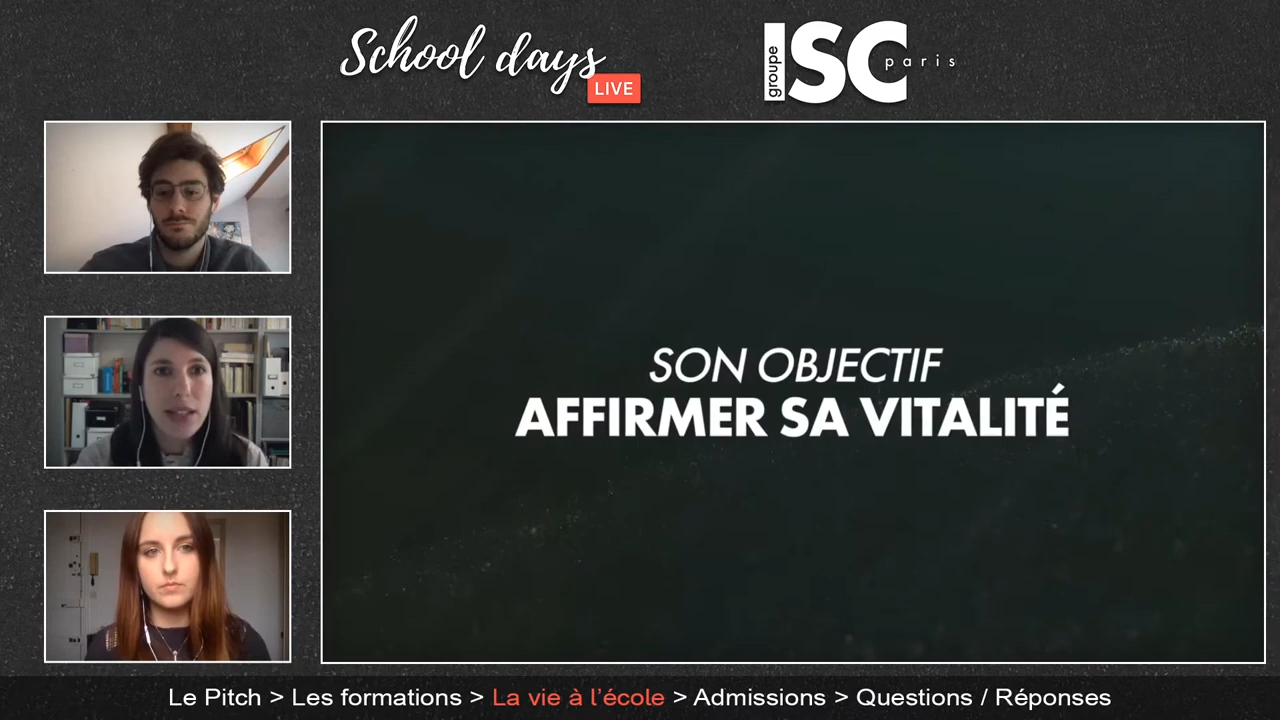 School days
LIVE
groupe
ISC
paris
SON OBJECTIF
AFFIRMER SA VITALITÉ
Le Pitch > Les formations > La vie à l'école > Admissions > Questions / Réponses